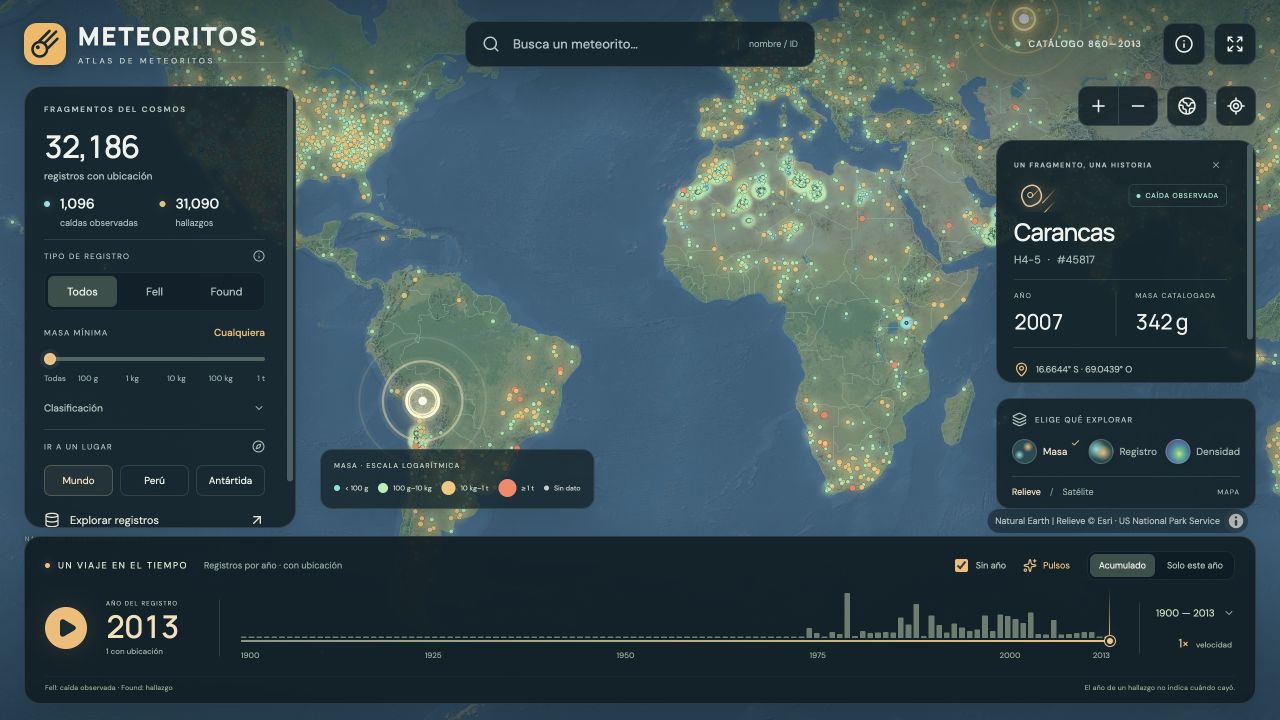 METEORITOS.
ATLAS DE METEORITOS
Busca un meteorito...
nombre / ID
CATÁLOGO 860—2013
FRAGMENTOS DEL COSMOS
32,186
registros con ubicación
1,096
31,090
caídas observadas
hallazgos
TIPO DE REGISTRO
Todos
Fell
Found
MASA MÍNIMA
Cualquiera
Todas
100 g
1 kg
10 kg
100 kg
1 t
Clasificación
IR A UN LUGAR
Mundo
Perú
Antártida
Explorar registros
UN FRAGMENTO, UNA HISTORIA
CAÍDA OBSERVADA
Carancas
H4-5 · #45817
AÑO
MASA CATALOGADA
2007
342 g
16.6644° S · 69.0439° O
ELIGE QUÉ EXPLORAR
Masa
Registro
Densidad
Relieve / Satélite
MAPA
Natural Earth | Relieve © Esri · US National Park Service
MASA · ESCALA LOGARÍTMICA
< 100 g
100 g–10 kg
10 kg–1 t
≥ 1 t
Sin dato
UN VIAJE EN EL TIEMPO
Registros por año · con ubicación
Sin año
Pulsos
Acumulado
Solo este año
AÑO DEL REGISTRO
2013
1 con ubicación
1900
1925
1950
1975
2000
2013
1900 — 2013
1× velocidad
Fell: caída observada · Found: hallazgo
El año de un hallazgo no indica cuándo cayó.